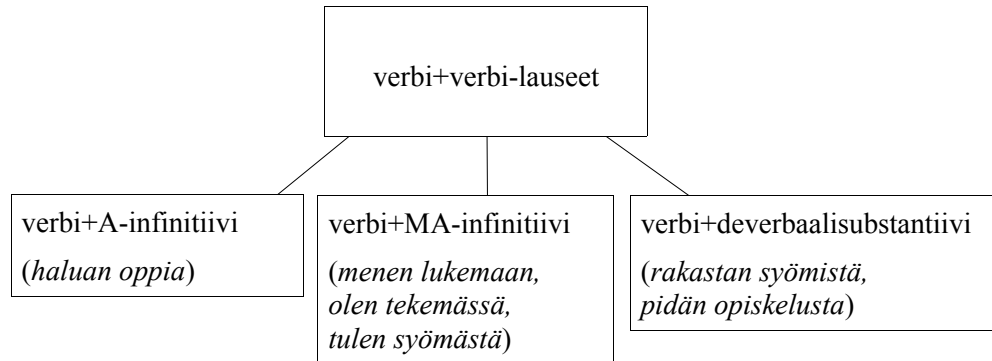 verbi+verbi-lauseet
verbi+A-infinitiivi
(haluan oppia)
verbi+MA-infinitiivi
(menen lukemaan,
olen tekemässä,
tulen syömästä)
verbi+deverbaalisubstantiivi
(rakastan syömistä,
pidän opiskelusta)